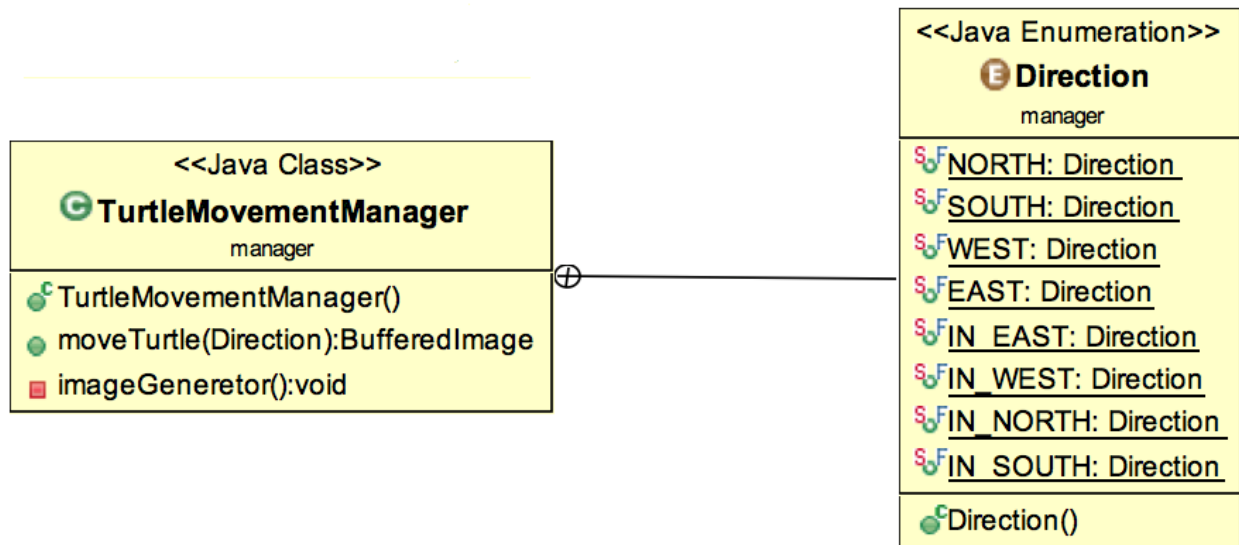 <<Java Class>>
C TurtleMovementManager
manager
C TurtleMovementManager()
moveTurtle(Direction):BufferedImage
imageGeneretor():void
<<Java Enumeration>>
E Direction
manager
S F NORTH: Direction
S F SOUTH: Direction
S F WEST: Direction
S F EAST: Direction
S F IN_EAST: Direction
S F IN_WEST: Direction
S F IN_NORTH: Direction
S F IN_SOUTH: Direction
C Direction()